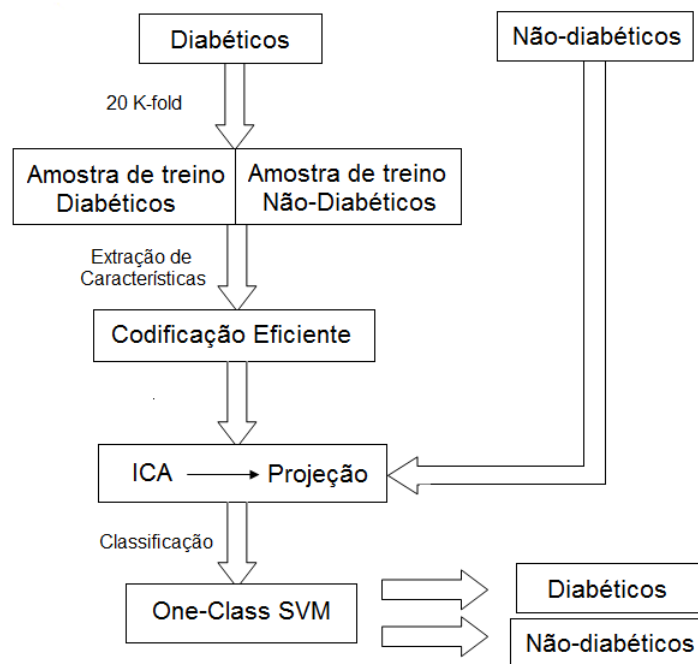 Diabéticos
Não-diabéticos
20 K-fold
Amostra de treino
Diabéticos
Amostra de treino
Não-Diabéticos
Extração de
Características
Codificação Eficiente
ICA
Projeção
Classificação
One-Class SVM
Diabéticos
Não-diabéticos